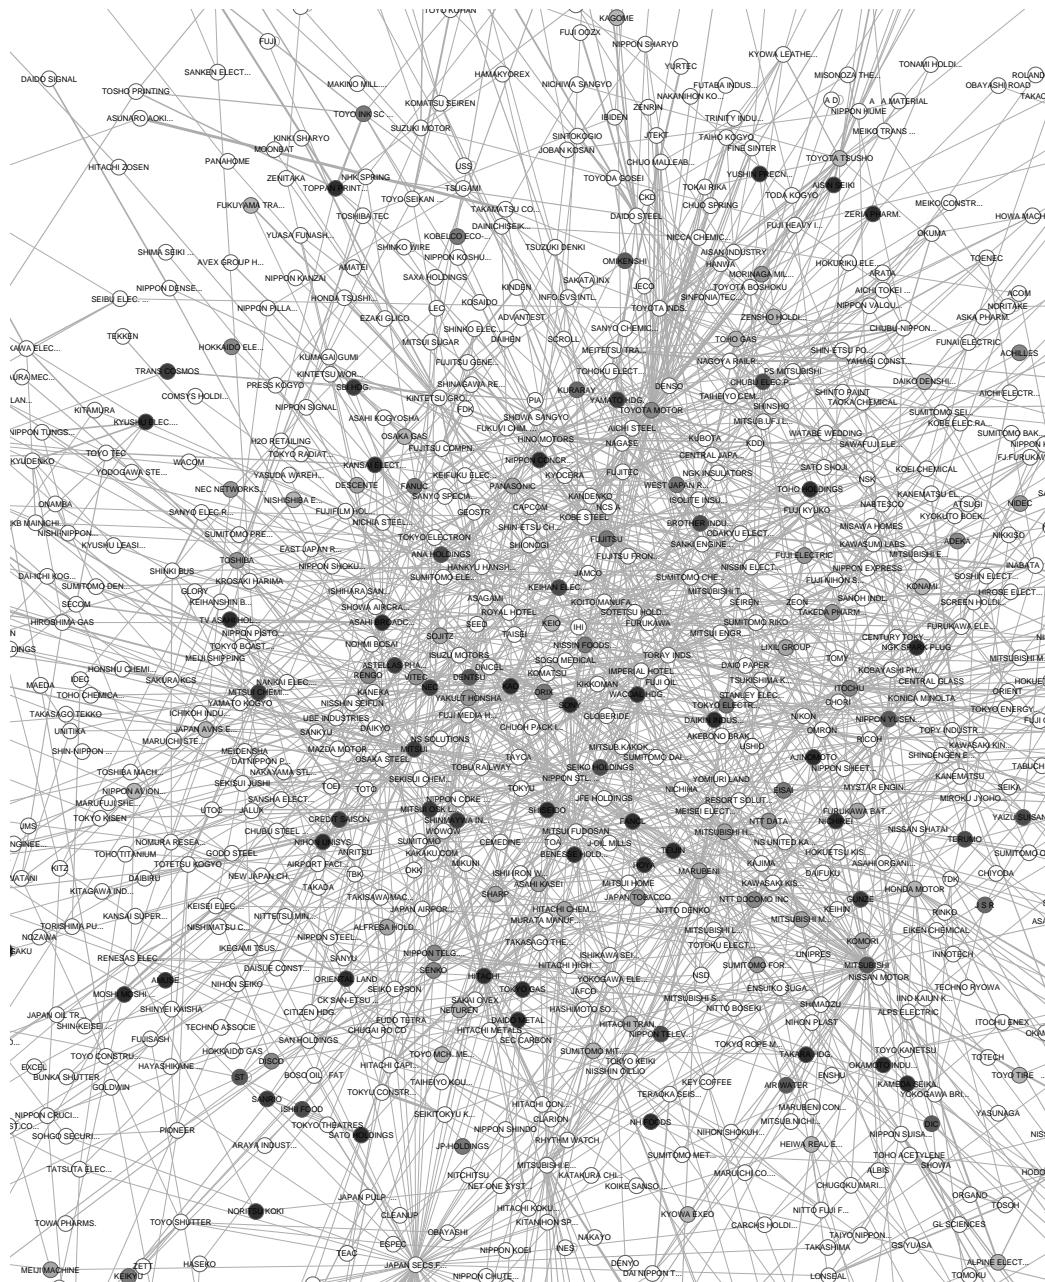 TOYO KOHAN
KAGOME
FUJI OOZX
FUJI
NIPPON SHARYO
KYOWA LEATHE...
TONAMI HOLDI...
ROLAND
SANKEN ELECT...
DAIDO SIGNAL
HAMAKYOREX
YURTEC
MISONOZA THE...
OBAYASHI ROAD
TOSHO PRINTING
MAKINO MILL...
NICHIWA SANGYO
FUTABA INDUS...
NAKANIHON KO...
KOMATSU SEIREN
ZENRIN
A D
A A MATERIAL
NIPPON HUME
ASUNARO AOKI...
TOYO INK SC ...
IBIDEN
TRINITY INDU...
SUZUKI MOTOR
SINTOKOGIO
JTEKT
TAIHO KOGYO
MEIKO TRANS ...
KINKI SHARYO
MOONBAT
JOBAN KOSAN
FINE SINTER
HITACHI ZOSEN
PANAHOME
USS
CHUO MALLEAB...
TOYOTA TSUSHO
ZENITAKA
NHK SPRING
TOPPAN PRINT...
TSUGAMI
TOYODA GOSEI
TOKAI RIKA
YUSHIN PRECN...
AISIN SEIKI
TODA KOGYO
CKD
FUKUYAMA TRA...
TOYO SEIKAN ...
TAKAMATSU CO...
CHUO SPRING
MEIKO CONSTR...
TOSHIBA TEC
DAIDO STEEL
ZERIA PHARM.
HOWA MACH
DAINICHISEIK...
FUJI HEAVY I...
OKUMA
YUASA FUNASH...
KOBELCO ECO-...
SHINKO WIRE
NICCA CHEMIC...
SHIMA SEIKI ...
TSUZUKI DENKI
AISAN INDUSTRY
TOENEC
AVEX GROUP H...
AMATEI
NIPPON KOSHU...
OMIKENSHI
HANWA
HOKURIKU ELE...
ARATA
NIPPON KANZAI
SAXA HOLDINGS
SAKATA INX
MORINAGA MIL...
NIPPON DENSE...
KINDEN
JECO
TOYOTA BOSHOKU
AICHI TOKEI ...
ACOM
SEIBU ELEC. ...
HONDA TSUSHI...
INFO SVS INTL.
SINFONIA TEC...
NIPPON VALQU...
NORITAKE
NIPPON PILLA...
LEC
KOSAIDO
TOYOTA INDS.
ASKA PHARM.
EZAKI GLICO
ADVANTEST
ZENSHO HOLDI...
TEKKEN
SHINKO ELEC...
SANYO CHEMIC...
CHUBU-NIPPON...
MITSUI SUGAR
DAIHEN
SCROLL
TOHO GAS
FUNAI ELECTRIC
HOKKAIDO ELE...
KUMAGAI GUMI
MEITETSU TRA...
SHIN-ETSU PO...
ACHILLES
FUJITSU GENE...
NAGOYA RAILR...
YAHAGI CONST...
TRANS COSMOS
KINTETSU WOR...
TOHOKU ELECT...
PS MITSUBISHI
SBI HDG.
SHINAGAWA RE...
DENSO
CHUBU ELEC.P...
DAIKO DENSHI...
COMSYS HOLDI...
PRESS KOGYO
KINTETSU GRO...
KURARAY
YAMATO HDG.
TAIHEIYO CEM...
SHINTO PAINT
AICHI ELECTR...
KITAMURA
NIPPON SIGNAL
FDK
PIA
TOYOTA MOTOR
SHINSHO
TAOKA CHEMICAL
SHOWA SANGYO
SUMITOMO SEI...
KYUSHU ELEC....
ASAHI KOGYOSHA
FUKUVI CHM. ...
AICHI STEEL
MITSUB.UFJ L...
KOBE ELEC.RA...
NIPPON TUNGS...
TOYO TEC
H2O RETAILING
OSAKA GAS
HINO MOTORS
NAGASE
KUBOTA
KDDI
WATABE WEDDING
SUMITOMO BAK...
KYUDENKO
TOKYO RADIAT...
FUJITSU COMPN.
NIPPON CONCR...
FUJITEC
CENTRAL JAPA...
SAWAFUJI ELE...
FJ.FURUKAW
YODOGAWA STE...
WACOM
YASUDA WAREH...
KANSAI ELECT...
KEIFUKU ELEC...
KYOCERA
NGK INSULATORS
SATO SHOJI
KOEI CHEMICAL
NEC NETWORKS...
DESCENTE
FANUC
PANASONIC
WEST JAPAN R...
NSK
NISHISHIBA E...
SANYO SPECIA...
KANDENKO
ISOLITE INSU...
TOHO HOLDINGS
KANEMATSU EL...
ONAMBA
FUJIFILM HOL...
GEOSTR
CAPCOM
NCS A
NABTESCO
ATSUGI
NIDEC
SANYO ELEC.R...
NICHIA STEEL...
KOBE STEEL
FUJI KYUKO
KYOKUTO BOEK...
KB MAINICHI...
SHIN-ETSU CH...
BROTHER INDU...
MISAWA HOMES
SUMITOMO PRE...
TOKYO ELECTRON
ODAKYU ELECT...
NIKKISO
NISHI-NIPPON...
KYUSHU LEASI...
EAST JAPAN R...
SHIONOGI
FUJITSU
SANKI ENGINE...
KAWASUMI LABS.
ADEKA
ANA HOLDINGS
FUJITSU FRON...
FUJI ELECTRIC
MITSUBISHI E...
TOSHIBA
NIPPON SHOKU...
HANKYU HANSH...
NISSIN ELECT...
NIPPON EXPRESS
INABATA
DAI-ICHI KOG...
SHINKI BUS
JAMCO
SUMITOMO CHE...
SOSHIN ELECT...
SUMITOMO DEN...
KROSAKI HARIMA
SUMITOMO ELE...
FUJI NIHON S...
KONAMI
GLORY
ISHIHARA SAN...
KEIHAN ELEC...
MITSUBISHI T...
SANOH INDL.
HIROSE ELECT...
SECOM
KEIHANSHIN B...
SHOWA AIRCRA...
ASAGAMI
KOITO MANUFA...
SEIREN
ZEON
SCREEN HOLDI...
ROYAL HOTEL
SOTETSU HOLD...
TAKEDA PHARM.
HIROSHIMA GAS
TV ASAHI HOL...
ASAHI BROADC...
SEED
KEIO
FURUKAWA
SUMITOMO RIKO
FURUKAWA ELE...
TAISEI
IHI
NIPPON PISTO...
SOJITZ
MITSUI ENGR...
CENTURY TOKY...
TOKYO BOAST...
NOHMI BOSAI
NISSIN FOODS...
LIXIL GROUP
NGK SPARK PLUG
HONSHU CHEMI...
MEIJI SHIPPING
ISUZU MOTORS
SOGO MEDICAL
TORAY INDS.
TOMY
MITSUBISHI M...
NANKAI ELEC...
ASTELLAS PHA...
DAICEL
DAIO PAPER
KOBAYASHI PH...
IDEC
RENGO
VITEC
DENTSU
KOMATSU
IMPERIAL HOTEL
CENTRAL GLASS
SAKURA KCS
FUJI OIL
TSUKISHIMA K...
ITOCHU
MAEDA
MITSUI CHEMI...
KANEKA
NEC
KAO
KIKKOMAN
ORIENT
HOKUET
TOHO CHEMICA...
YAMATO KOGYO
YAKULT HONSHA
ORIX
WACOAL HDG.
STANLEY ELEC...
CHORI
KONICA MINOLTA
NISSHIN SEIFUN
SONY
TOKYO ELECTR...
TOKYO ENERGY...
TAKASAGO TEKKO
ICHIKOH INDU...
UBE INDUSTRIES
FUJI MEDIA H...
GLOBERIDE
NIKON
NIPPON YUSEN...
DAIKIN INDUS...
JAPAN AVNS E...
DAIKYO
CHUOH PACK I...
OMRON
TOPY INDUSTR...
UNITIKA
SANKYU
NS SOLUTIONS
AKEBONO BRAK...
RICOH
KAWASAKI KIN...
MARUICHI STE...
MEIDENSHA
MAZDA MOTOR
MITSUI
MITSUB.KAKOK...
USHIO
SHINDENGEN E...
SHIN-NIPPON ...
DAI NIPPON P...
OSAKA STEEL
TAYCA
SUMITOMO DAI...
AJINOMOTO
TABUCH
TOSHIBA MACH...
NAKAYAMA STL...
TOBU RAILWAY
SEIKO HOLDINGS
YOMIURI LAND
NIPPON SHEET...
KANEMATSU
SEKISUI JUSHI
SEKISUI CHEM...
NIPPON STL...
NICHIHA
MYSTAR ENGIN...
NIPPON AVION...
TOEI
TOTO
TOKYU
EISAI
SEIKA
MARUFUJI SHE...
SANSHA ELECT...
NIPPON COKE ...
JFE HOLDINGS
RESORT SOLUT...
MIROKU JYOHO...
UTOC
JALUX
MITSUI OSK L...
SHISEIDO
MEISEI ELECT...
FURUKAWA BAT...
TOKYO KISEN
CREDIT SAISON
SHINMAYWA IN...
FANCL
NTT DATA
NICHIREI
YAIZU SUISAN
JMS
CHUBU STEEL
WOWOW
MITSUI FUDOSAN
MITSUBISHI H...
NISSAN SHATAI
NOMURA RESEA...
NIHON UNISYS...
SUMITOMO
TOA
J-OIL MILLS
NS UNITED KA...
TERUMO
GODO STEEL
ANRITSU
KAKAKU.COM
CEMEDINE
BENESSE HOLD...
TEIJIN
HOKUETSU KIS...
SUMITOMO O
TOHO TITANIUM
TOTETSU KOGYO
AIRPORT FACT...
MIKUNI
KAJIMA
ASAHI ORGANI...
KITZ
TBK
OKK
ISHII IRON W...
HOYA
MARUBENI
DAIFUKU
CHIYODA
DAIBIRU
NEW JAPAN CH...
TAKADA
ASAHI KASEI
MITSUI HOME
KAWASAKI KIS...
TDK
KITAGAWA IND...
TAKISAWA MAC...
SHARP
JAPAN TOBACCO
NTT DOCOMO INC
HONDA MOTOR
KEISEI ELEC...
JAPAN AIRPOR...
HITACHI CHEM...
NITTO DENKO
GUNZE
J S R
KANSAI SUPER...
NITTETSU MIN...
MURATA MANUF...
KEIHIN
RINKO
TORISHIMA PU...
NISHIMATSU C...
ALFRESA HOLD...
MITSUBISHI M...
NOZAWA
NIPPON STEEL...
TAKASAGO THE...
MITSUBISHI L...
EIKEN CHEMICAL
IKEGAMI TSUS...
ISHIKAWA SEI...
TOTOKU ELECT...
KOMORI
RENESAS ELEC...
SANYU
NIPPON TELG...
UNIPRES
INNOTECH
DAISUE CONST...
SENKO
HITACHI HIGH...
SUMITOMO FOR...
MITSUBISHI
AMUSE
NIHON SEIKO
ORIENTAL LAND
HITACHI
YOKOGAWA ELE...
NSD
NISSAN MOTOR
TECHNO RYOWA
MOSHI MOSHI...
SEIKO EPSON
TOKYO GAS
JAFCO
ENSUIKO SUGA...
SHINYEI KAISHA
CK SAN-ETSU ...
SAKAI OVEX
HASHIMOTO SO...
MITSUBISHI S...
SHIMADZU
IINO KAIUN K...
JAPAN OIL TR...
CITIZEN HDG.
NETUREN
NITTO BOSEKI
ALPS ELECTRIC
SHIN-KEISEI ...
TECHNO ASSOCIE
FUDO TETRA
DAIDO METAL
HITACHI TRAN...
NIHON PLAST
ITOCHU ENEX
FUJISASH
SAN HOLDINGS
CHUGAI RO CO
HITACHI METALS
SEC CARBON
NIPPON TELEV...
TOKYO ROPE M...
TOYO CONSTRU...
HOKKAIDO GAS
TOYO MCH. ME...
SUMITOMO MIT...
TAKARA HDG.
TOYO KANETSU
TOTECH
EXCEL
HAYASHIKANE...
DISCO
HITACHI CAPI...
TOKYO KEIKI
OKAMOTO INDU...
BUNKA SHUTTER
ST
BOSO OIL
FAT
NISSHIN OILLIO
ENSHU
TOYO TIRE ...
GOLDWIN
TAIHEIYO KOU...
KEY COFFEE
AIR WATER
KAMEDA SEIKA
SANRIO
TOKYU CONSTR...
TERAOKA SEIS...
YOKOGAWA BRI...
NIPPON CRUCI...
ISHII FOOD
HITACHI CON...
MARUBENI CON...
YASUNAGA
PIONEER
TOKYO THEATRES
SEIKITOKYU K...
CLARION
NH FOODS
MITSUB.NICHI...
DIC
SOHGO SECURI...
SATO HOLDINGS
NIPPON SHINDO
NIHON SHOKUH...
NIPPON SUISA...
ARAYA INDUST...
JP-HOLDINGS
RHYTHM WATCH
HEIWA REAL E...
TOHO ACETYLENE
TATSUTA ELEC...
MITSUBISHI E...
SUMITOMO MET...
SHOWA
NITCHITSU
KATAKURA CHI...
MARUICHI CO....
ALBIS
HODO
NET ONE SYST...
KOIKE SANSO ...
CHUGOKU MARI...
ORGANO
JAPAN PULP ...
HITACHI KOKU...
TOSOH
NORITSU KOKI
CLEANUP
KYOWA EXEO
NITTO FUJI F...
TOWA PHARMS.
TOYO SHUTTER
OBAYASHI
KITANIHON SP...
CARCHS HOLDI...
TAIYO NIPPON...
GL SCIENCES
ESPEC
NAKAYO
GS YUASA
TEAC
NIPPON KOEI
INES
TAKASHIMA
HASEKO
JAPAN SECS.F...
DENYO
ALPINE ELECT...
MEIJI MACHINE
ZETT
KEIKYU
NIPPON CHUTE...
DAI NIPPON T...
LONSEAL
TOMOKU